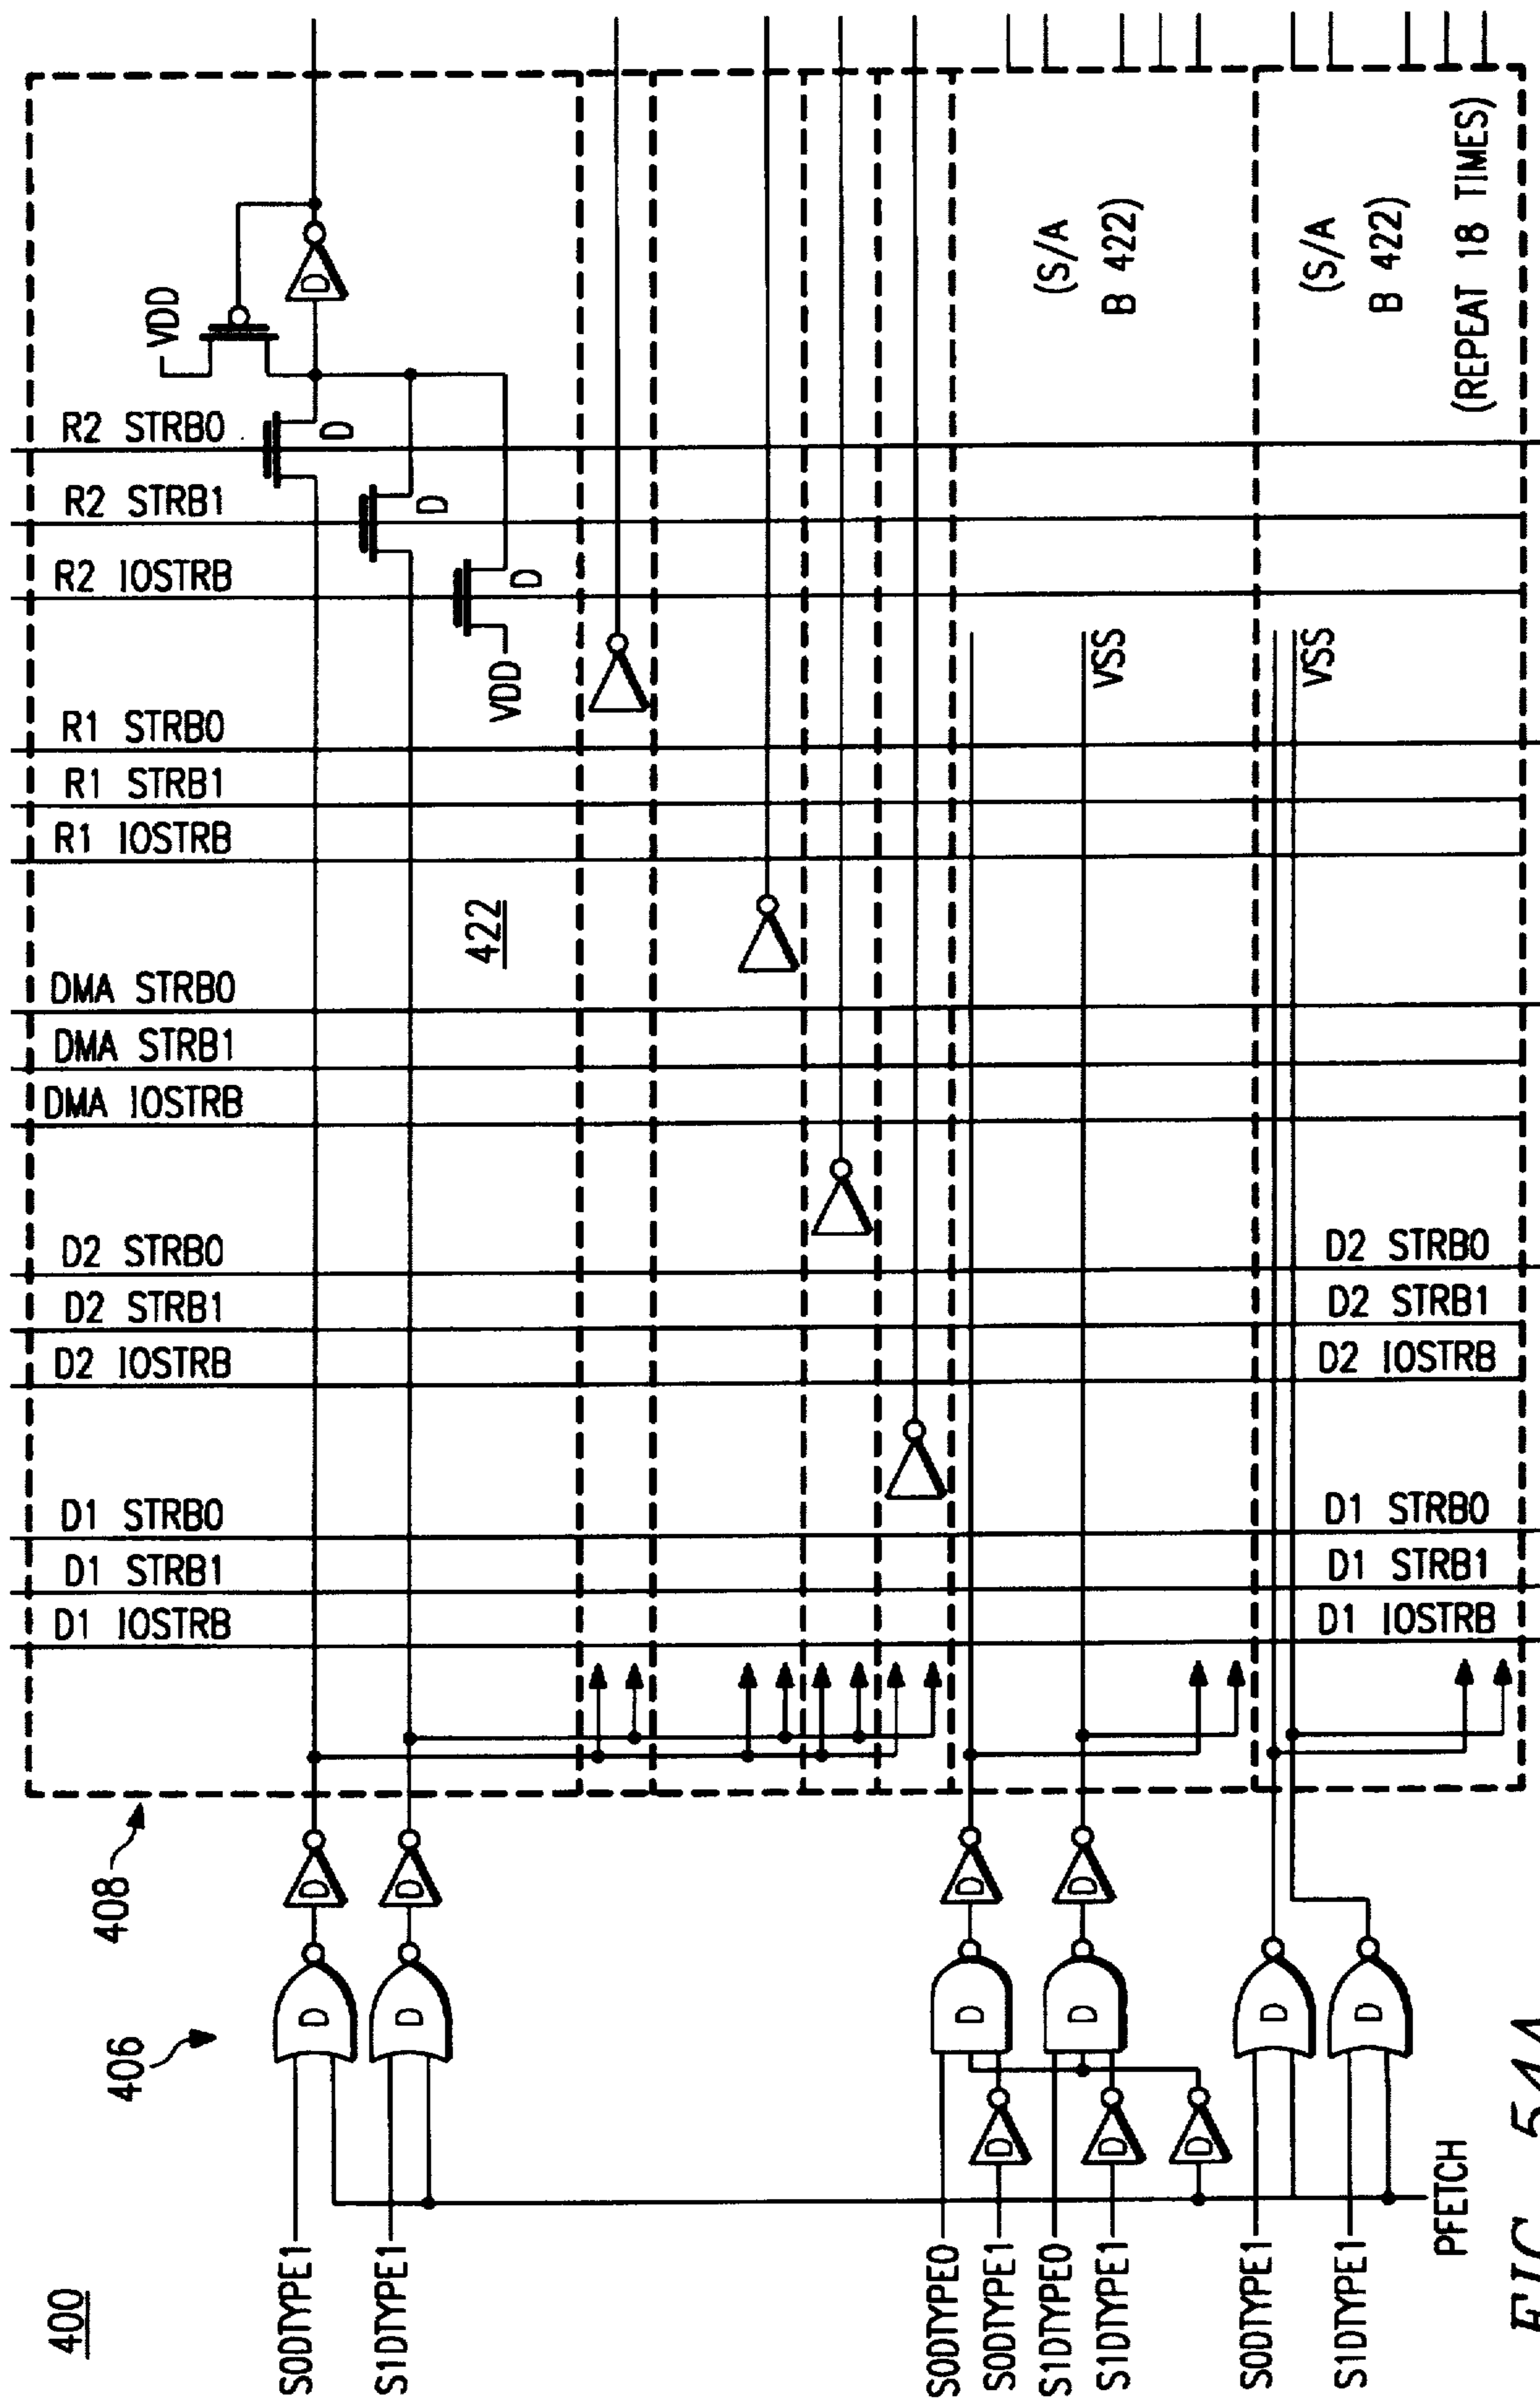 400
406
408
S0DTYPE1
S1DTYPE1
S0DTYPE0
S0DTYPE1
S1DTYPE0
S1DTYPE1
S0DTYPE1
S1DTYPE1
PFETCH
D
D
D
D
D
D
D
D
D
D
D
D
D
D1 IOSTRB
D1 STRB1
D1 STRB0
D2 IOSTRB
D2 STRB1
D2 STRB0
DMA IOSTRB
DMA STRB1
DMA STRB0
R1 IOSTRB
R1 STRB1
R1 STRB0
R2 IOSTRB
R2 STRB1
R2 STRB0
422
VDD
D
D
D
VDD
D
VSS
VSS
(S/A
B 422)
(S/A
B 422)
(REPEAT 18 TIMES)
D1 IOSTRB
D1 STRB1
D1 STRB0
D2 IOSTRB
D2 STRB1
D2 STRB0
FIG. 54A